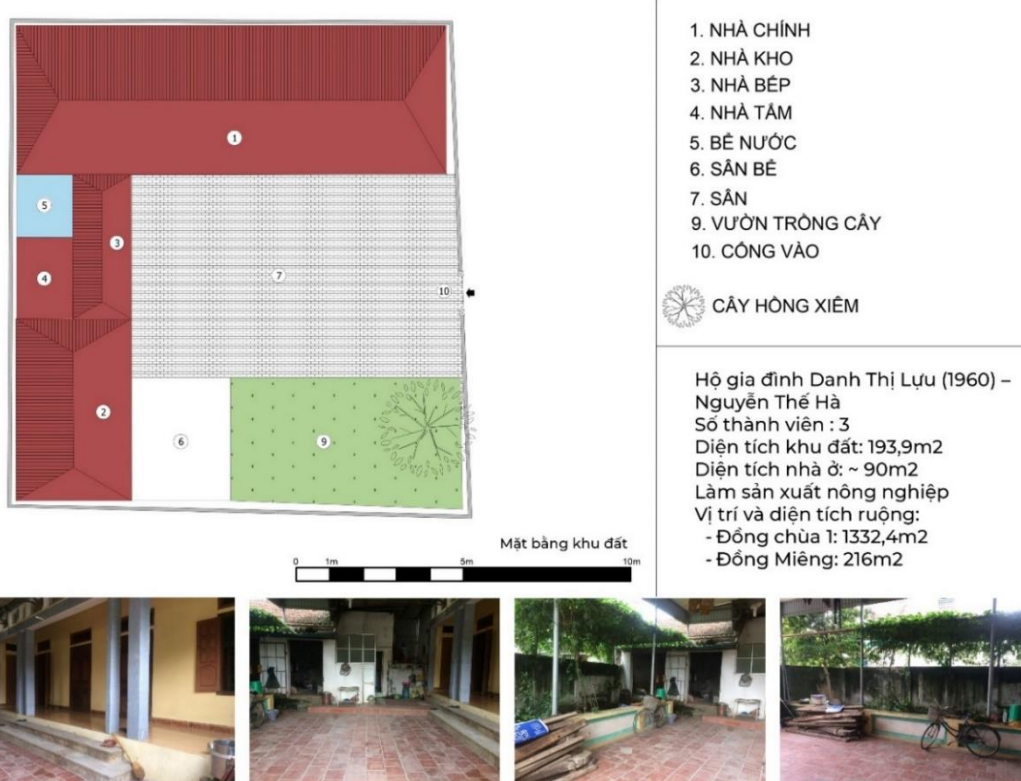 1. NHÀ CHÍNH
2. NHÀ KHO
3. NHÀ BẾP
4. NHÀ TẮM
5. BỂ NƯỚC
6. SÂN BÊ
7. SÂN
9. VƯỜN TRỒNG CÂY
10. CỔNG VÀO
CÂY HỒNG XIÊM
1
5
3
4
7
10
2
6
9
Hộ gia đình Danh Thị Lựu (1960) –
Nguyễn Thế Hà
Số thành viên : 3
Diện tích khu đất: 193,9m2
Diện tích nhà ở: ~ 90m2
Làm sản xuất nông nghiệp
Vị trí và diện tích ruộng:
- Đồng chùa 1: 1332,4m2
- Đồng Miêng: 216m2
Mặt bằng khu đất
0 1m 5m 10m